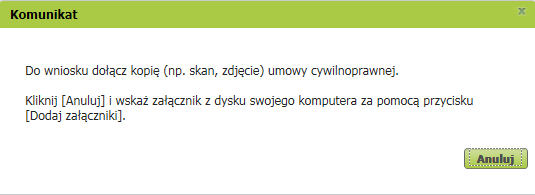 Komunikat
Do wniosku dołącz kopię (np. skan, zdjęcie) umowy cywilnoprawnej.
Kliknij [Anuluj] i wskaż załącznik z dysku swojego komputera za pomocą przycisku
[Dodaj załączniki].
Anuluj